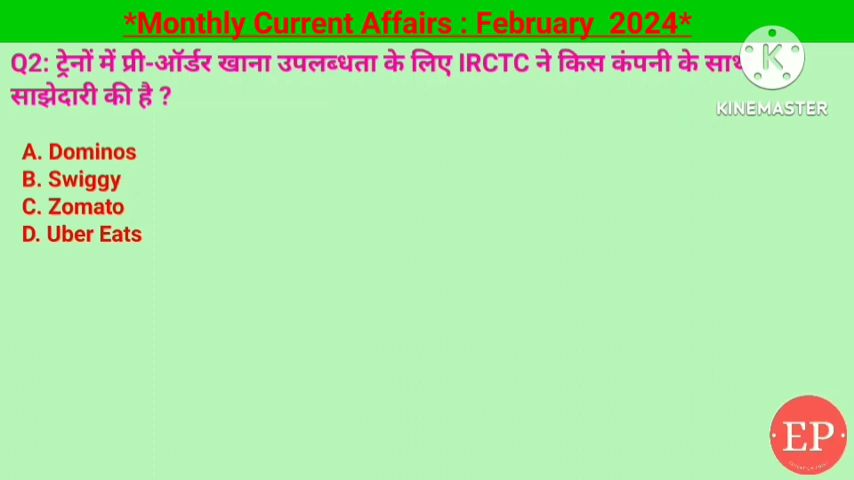 *Monthly Current Affairs : February 2024*
Q2: ट्रेनों में प्री-ऑर्डर खाना उपलब्धता के लिए IRCTC ने किस कंपनी के साथ
साझेदारी की है ?
K
KINEMASTER
A. Dominos
B. Swiggy
C. Zomato
D. Uber Eats
EP